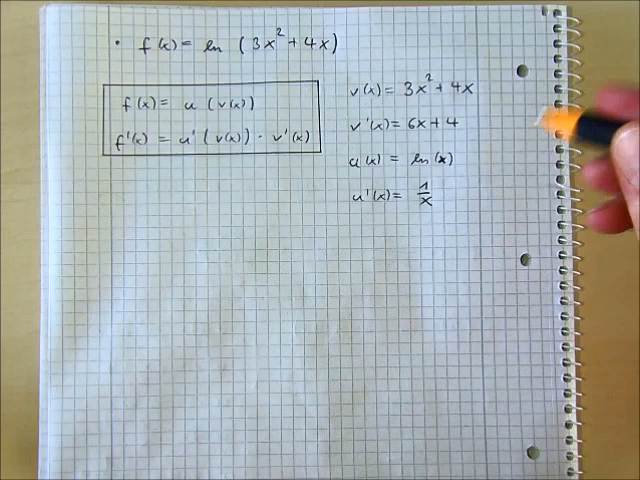 • f(x) = ln (3x² + 4x)
f(x) = u (v(x))
f'(x) = u' (v(x)) · v'(x)
v(x) = 3x² + 4x
v'(x) = 6x + 4
u(x) = ln(x)
u'(x) = 1/x